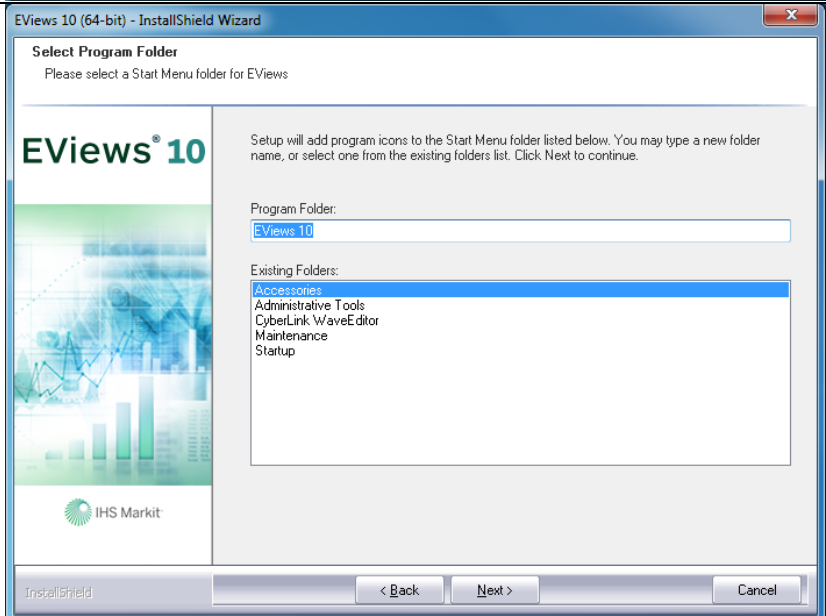 EViews 10 (64-bit) - InstallShield Wizard
Select Program Folder
Please select a Start Menu folder for EViews
EViews® 10
Setup will add program icons to the Start Menu folder listed below. You may type a new folder
name, or select one from the existing folders list. Click Next to continue.
Program Folder:
EViews 10
Existing Folders:
Accessories
Administrative Tools
CyberLink WaveEditor
Maintenance
Startup
IHS Markit
InstallShield
< Back
Next >
Cancel